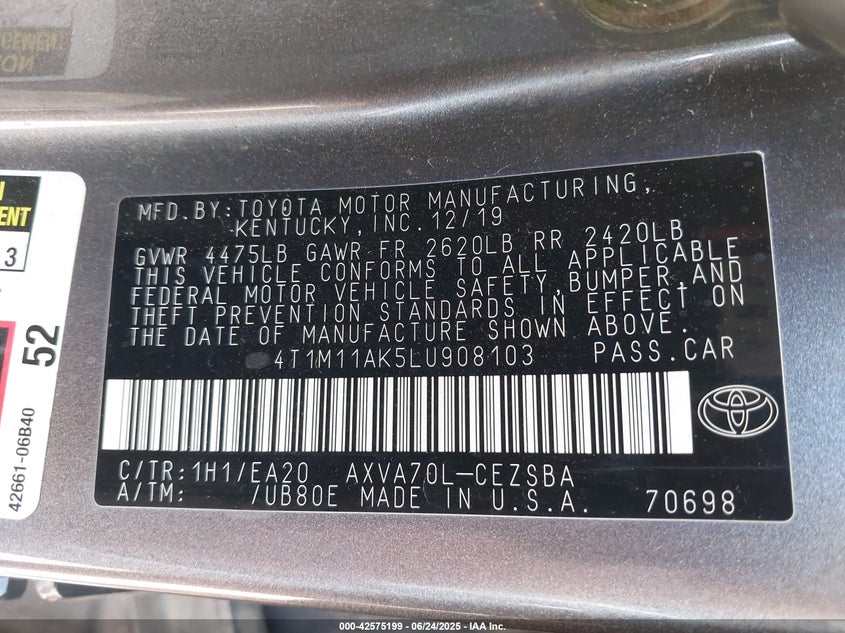 MFD.BY:TOYOTA MOTOR MANUFACTURING,
KENTUCKY,INC.12/19
GVWR 4475LB GAWR FR 2620LB RR 2420LB
THIS VEHICLE CONFORMS TO ALL APPLICABLE
FEDERAL MOTOR VEHICLE SAFETY,BUMPER,AND
THEFT PREVENTION STANDARDS IN EFFECT ON
THE DATE OF MANUFACTURE SHOWN ABOVE.
4T1M11AK5LU908103 PASS.CAR
C/TR:1H1/EA20 AXVA70L-CEZSBA
A/TM: /UB80E MADE IN U.S.A. 70698
3
52
42661-06B40
000-42575199 - 06/24/2025 - IAA Inc.